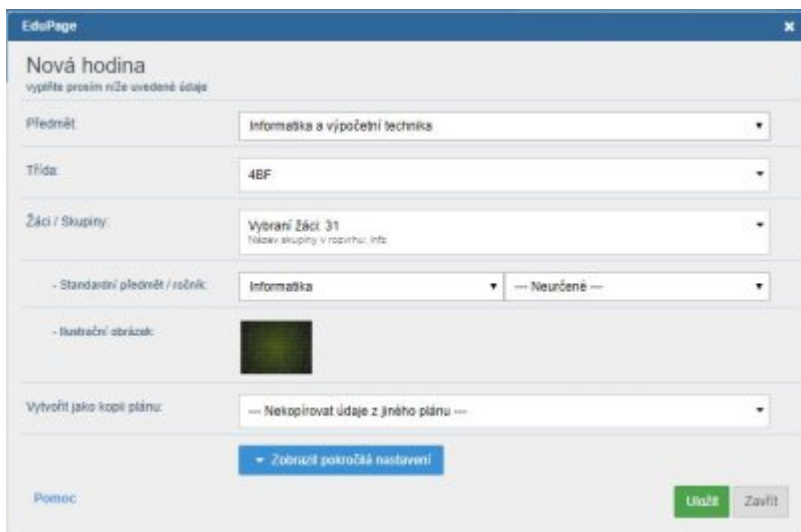 EduPage
Nová hodina
vyplňte prosím níže uvedené údaje
Předmět:
Informatika a výpočetní technika
Třída:
4BF
Žáci / Skupiny:
Vybraní žáci: 31
Název skupiny v rozvrhu: Infz
- Standardní předmět / ročník:
Informatika
--- Neurčené ---
- Ilustrační obrázek:
Vytvořit jako kopii plánu:
--- Nekopírovat údaje z jiného plánu ---
Zobrazit pokročilá nastavení
Pomoc
Uložit
Zavřít